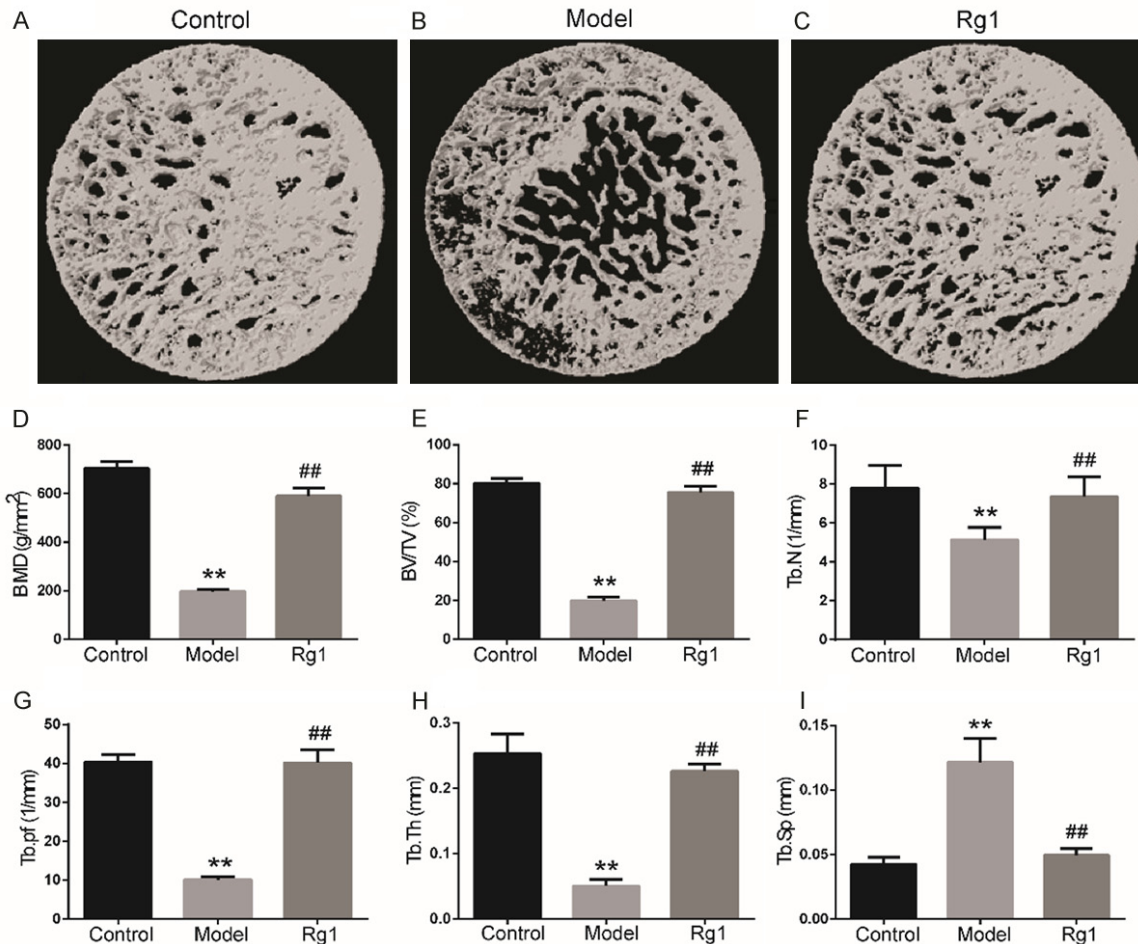 A Control B Model C Rg1
D E F
BMD (g/mm2)
800
600
400
200
0
**
##
Control Model Rg1
BV/TV (%)
100
80
60
40
20
0
**
##
Control Model Rg1
Tb.N (1/mm)
10
8
6
4
2
0
**
##
Control Model Rg1
G H I
Tb.pf (1/mm)
50
40
30
20
10
0
**
##
Control Model Rg1
Tb.Th (mm)
0.3
0.2
0.1
0.0
**
##
Control Model Rg1
Tb.Sp (mm)
0.15
0.10
0.05
0.00
**
##
Control Model Rg1